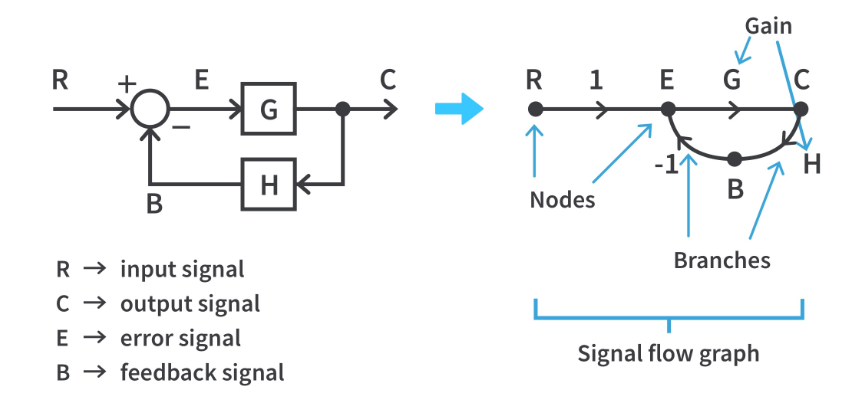 Gain
R + E C
G
−
H
B
R 1 E G C
-1 H
B
Nodes
Branches
R → input signal
C → output signal
E → error signal
B → feedback signal
Signal flow graph